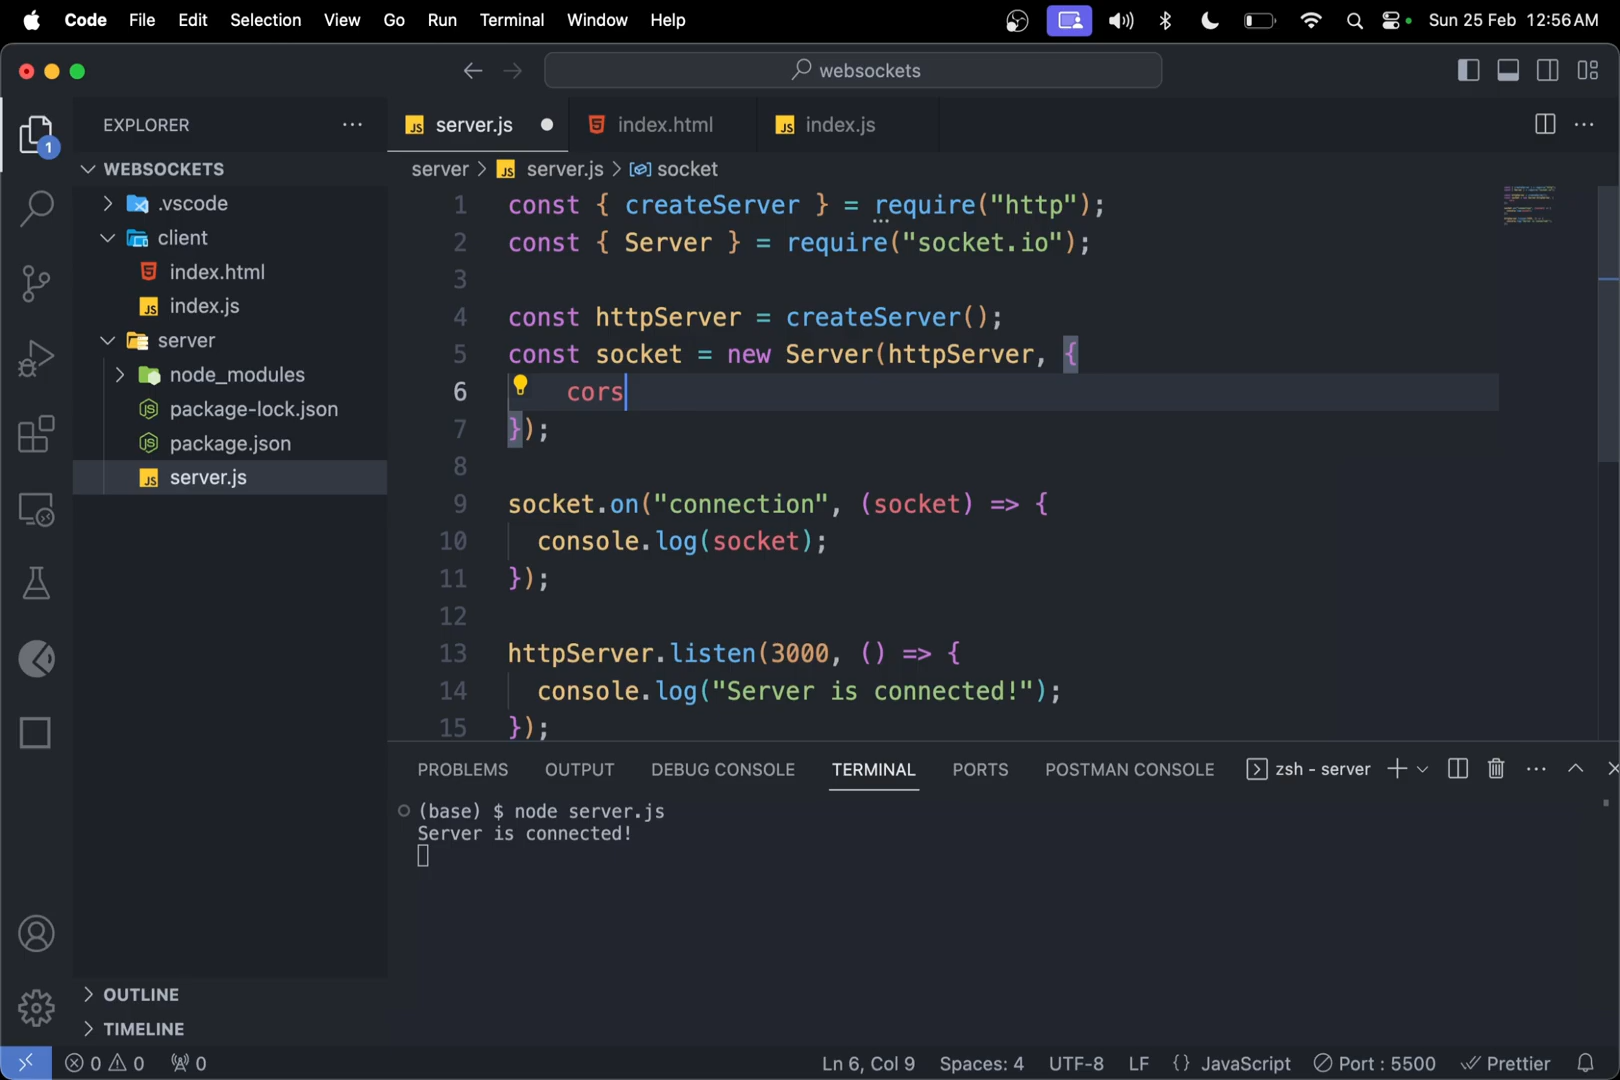 Code File Edit Selection View Go Run Terminal Window Help Sun 25 Feb 12:56 AM
websockets
EXPLORER
1
WEBSOCKETS
.vscode
client
index.html
index.js
server
node_modules
package-lock.json
package.json
server.js
OUTLINE
TIMELINE
server.js index.html index.js
server > server.js > socket
1 const { createServer } = require("http");
2 const { Server } = require("socket.io");
3
4 const httpServer = createServer();
5 const socket = new Server(httpServer, {
6 cors
7 });
8
9 socket.on("connection", (socket) => {
10 console.log(socket);
11 });
12
13 httpServer.listen(3000, () => {
14 console.log("Server is connected!");
15 });
PROBLEMS OUTPUT DEBUG CONSOLE TERMINAL PORTS POSTMAN CONSOLE zsh - server
(base) $ node server.js
Server is connected!
0 0 0 Ln 6, Col 9 Spaces: 4 UTF-8 LF {} JavaScript Port : 5500 Prettier